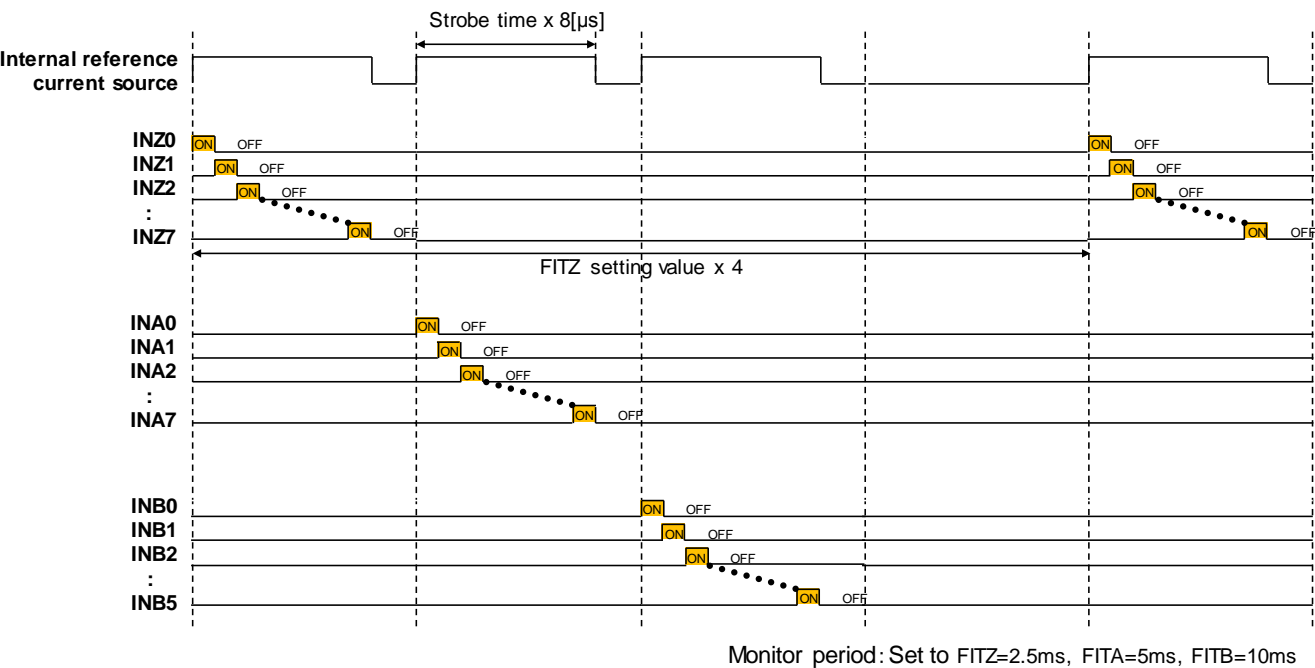 Strobe time x 8[µs]
Internal reference
current source
INZ0 ON OFF ON OFF
INZ1 ON OFF ON OFF
INZ2 ON OFF ON OFF
:
INZ7 ON OFF ON OFF
FITZ setting value x 4
INA0 ON OFF
INA1 ON OFF
INA2 ON OFF
:
INA7 ON OFF
INB0 ON OFF
INB1 ON OFF
INB2 ON OFF
:
INB5 ON OFF
Monitor period: Set to FITZ=2.5ms, FITA=5ms, FITB=10ms